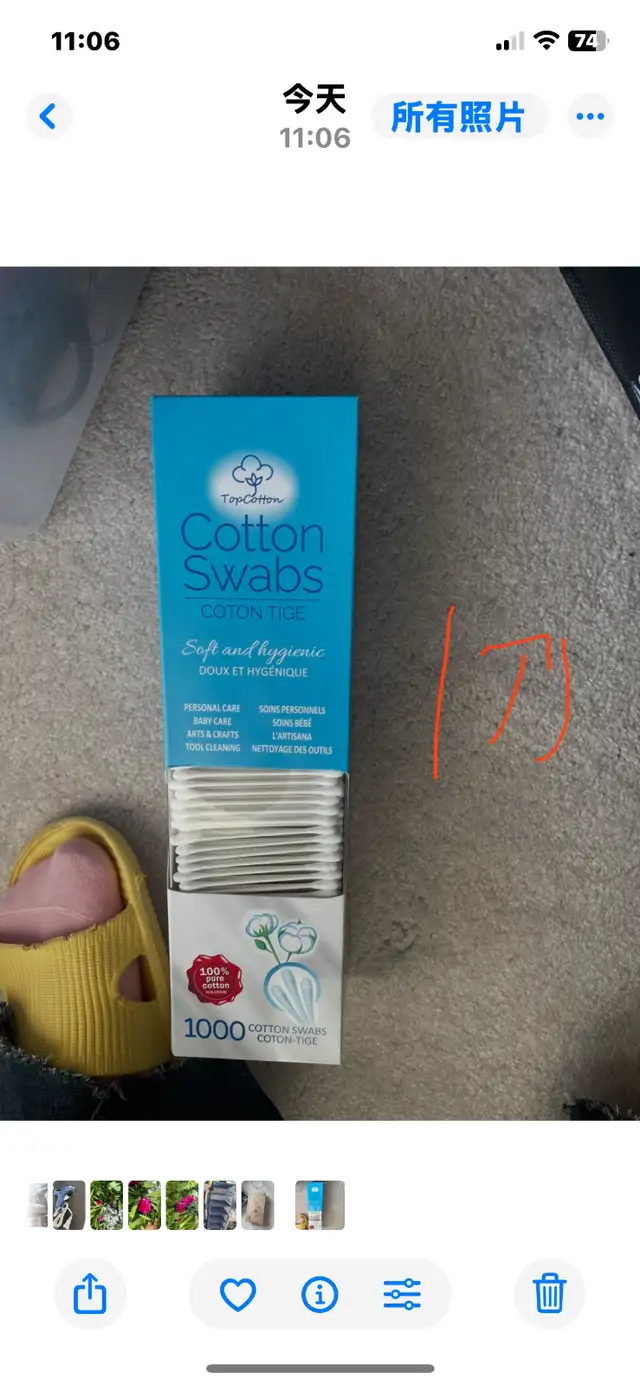 11:06
74
今天
11:06
所有照片
TopCotton
Cotton
Swabs
COTON TIGE
Soft and hygienic
DOUX ET HYGÉNIQUE
PERSONAL CARE
BABY CARE
ARTS & CRAFTS
TOOL CLEANING
SOINS PERSONNELS
SOINS BÉBÉ
L'ARTISANA
NETTOYAGE DES OUTILS
100%
pure
cotton
1000 COTTON SWABS
COTON-TIGE